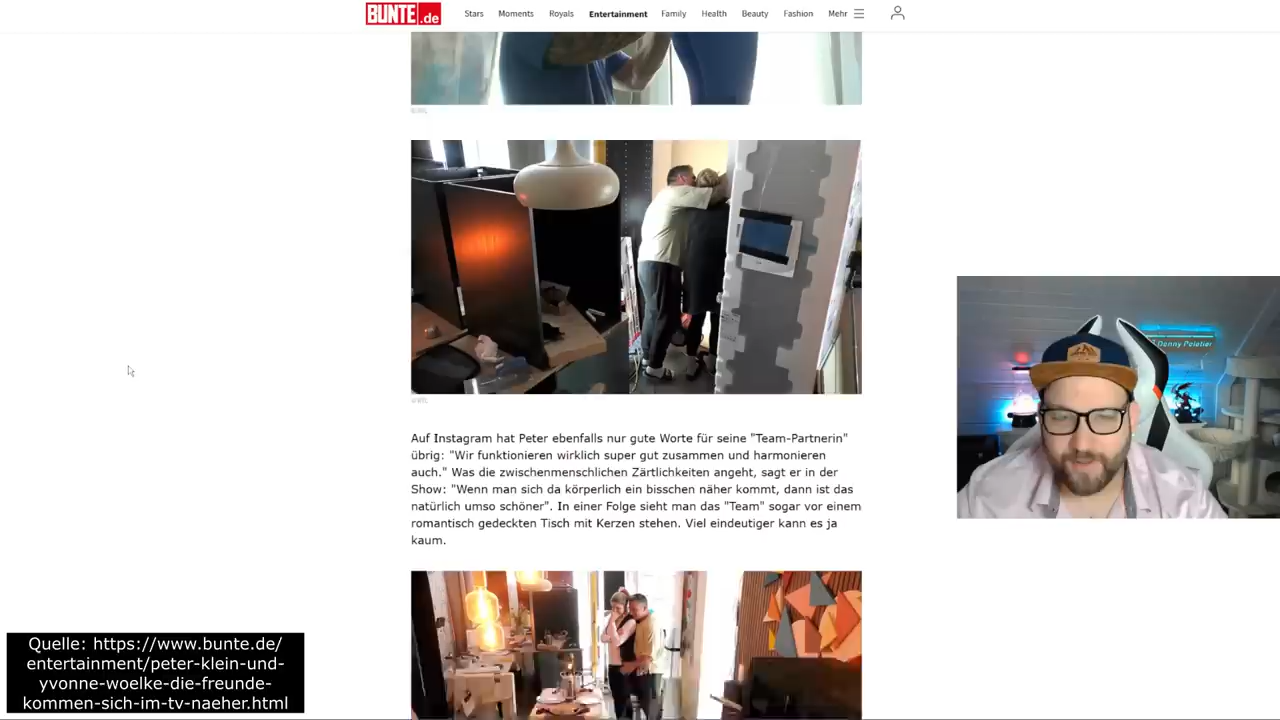 BUNTE.de
Stars Moments Royals Entertainment Family Health Beauty Fashion Mehr
Auf Instagram hat Peter ebenfalls nur gute Worte für seine "Team-Partnerin"
übrig: "Wir funktionieren wirklich super gut zusammen und harmonieren
auch." Was die zwischenmenschlichen Zärtlichkeiten angeht, sagt er in der
Show: "Wenn man sich da körperlich ein bisschen näher kommt, dann ist das
natürlich umso schöner". In einer Folge sieht man das "Team" sogar vor einem
romantisch gedeckten Tisch mit Kerzen stehen. Viel eindeutiger kann es ja
kaum.
Denny Peletier
Quelle: https://www.bunte.de/
entertainment/peter-klein-und-
yvonne-woelke-die-freunde-
kommen-sich-im-tv-naeher.html